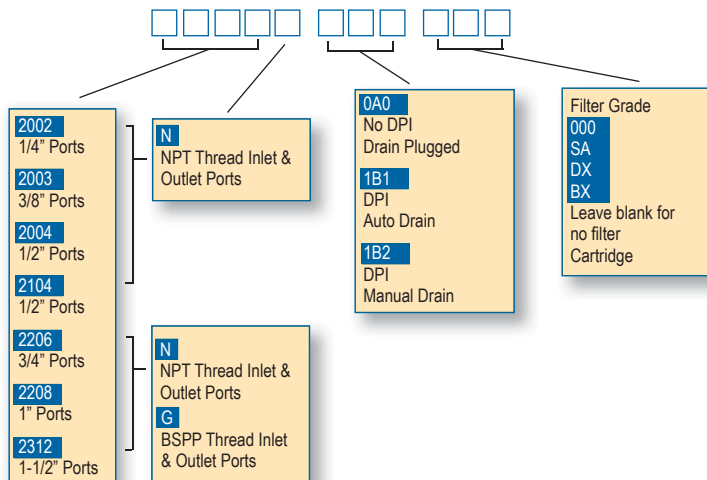 2002
1/4" Ports
2003
3/8" Ports
2004
1/2" Ports
2104
1/2" Ports
2206
3/4" Ports
2208
1" Ports
2312
1-1/2" Ports
N
NPT Thread Inlet &
Outlet Ports
N
NPT Thread Inlet &
Outlet Ports
G
BSPP Thread Inlet
& Outlet Ports
0A0
No DPI
Drain Plugged
1B1
DPI
Auto Drain
1B2
DPI
Manual Drain
Filter Grade
000
SA
DX
BX
Leave blank for
no filter
Cartridge